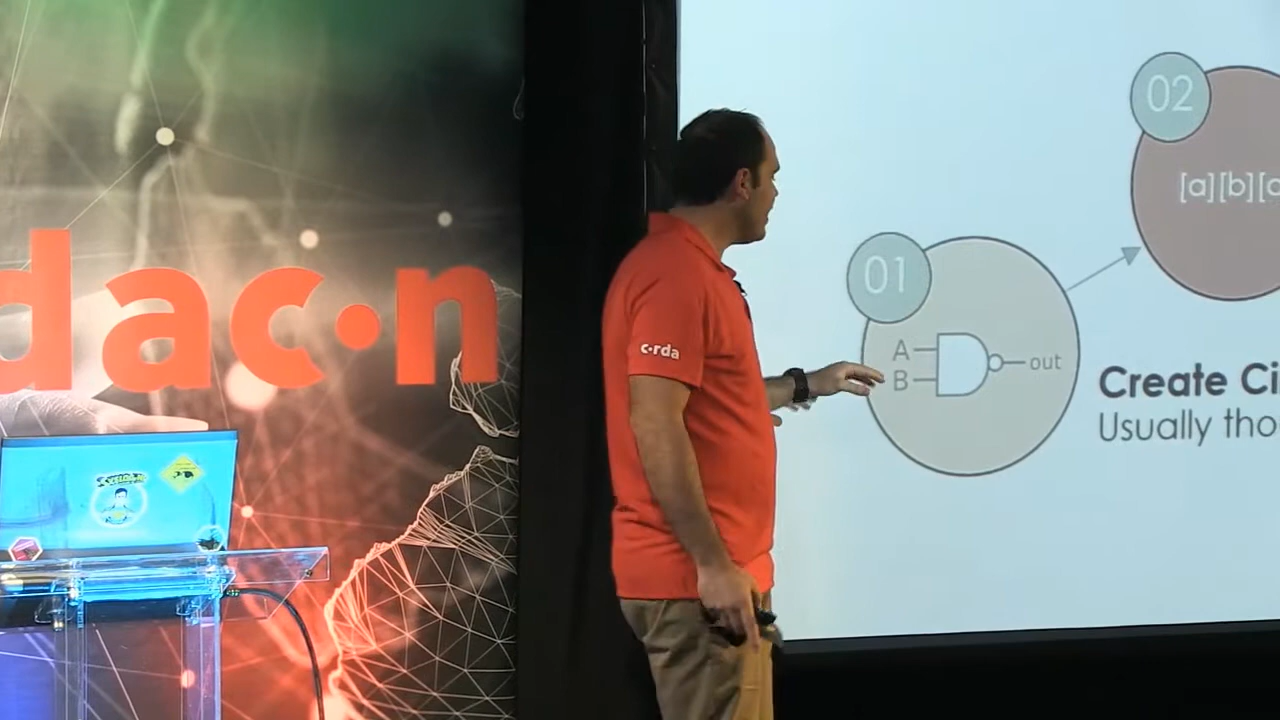 dac•n
c•rda
02
[a][b][
01
A
B
out
Create Ci
Usually tho